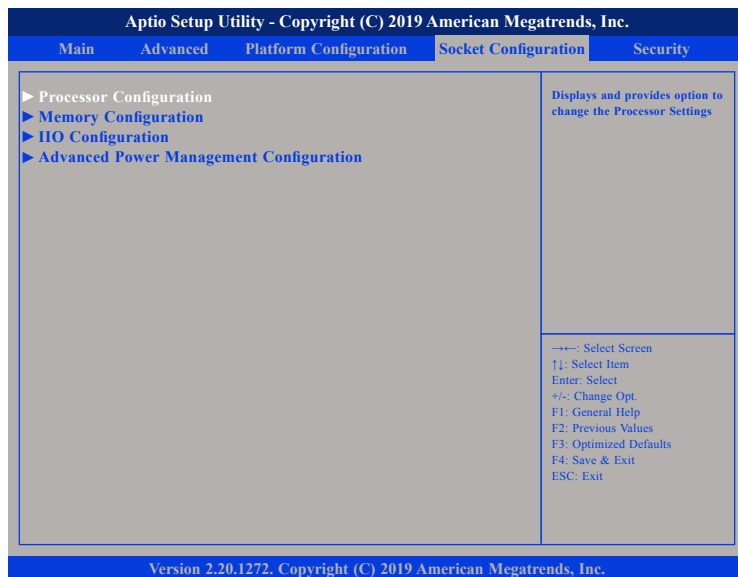 Aptio Setup Utility - Copyright (C) 2019 American Megatrends, Inc.
Main Advanced Platform Configuration Socket Configuration Security
► Processor Configuration
► Memory Configuration
► IIO Configuration
► Advanced Power Management Configuration
Displays and provides option to
change the Processor Settings
→←: Select Screen
↑↓: Select Item
Enter: Select
+/-: Change Opt.
F1: General Help
F2: Previous Values
F3: Optimized Defaults
F4: Save & Exit
ESC: Exit
Version 2.20.1272. Copyright (C) 2019 American Megatrends, Inc.